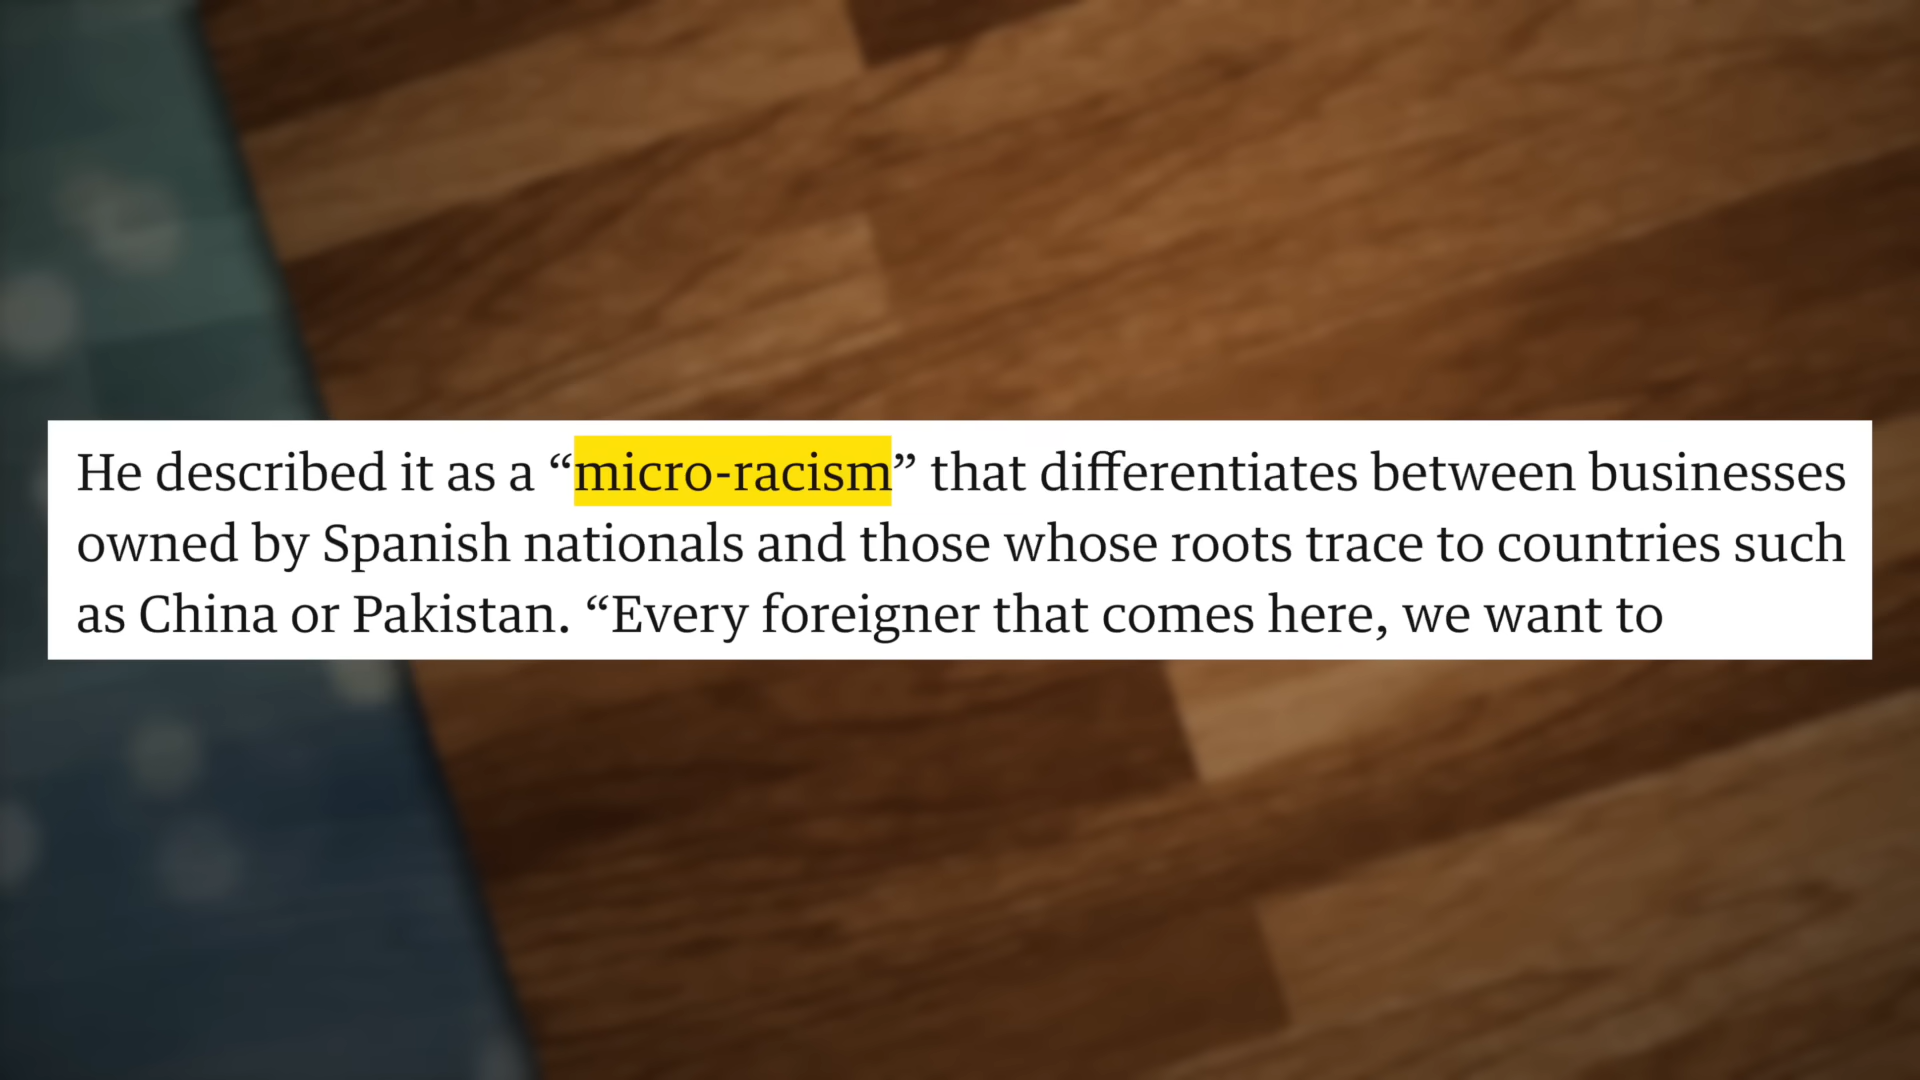 He described it as a “micro-racism” that differentiates between businesses
owned by Spanish nationals and those whose roots trace to countries such
as China or Pakistan. “Every foreigner that comes here, we want to